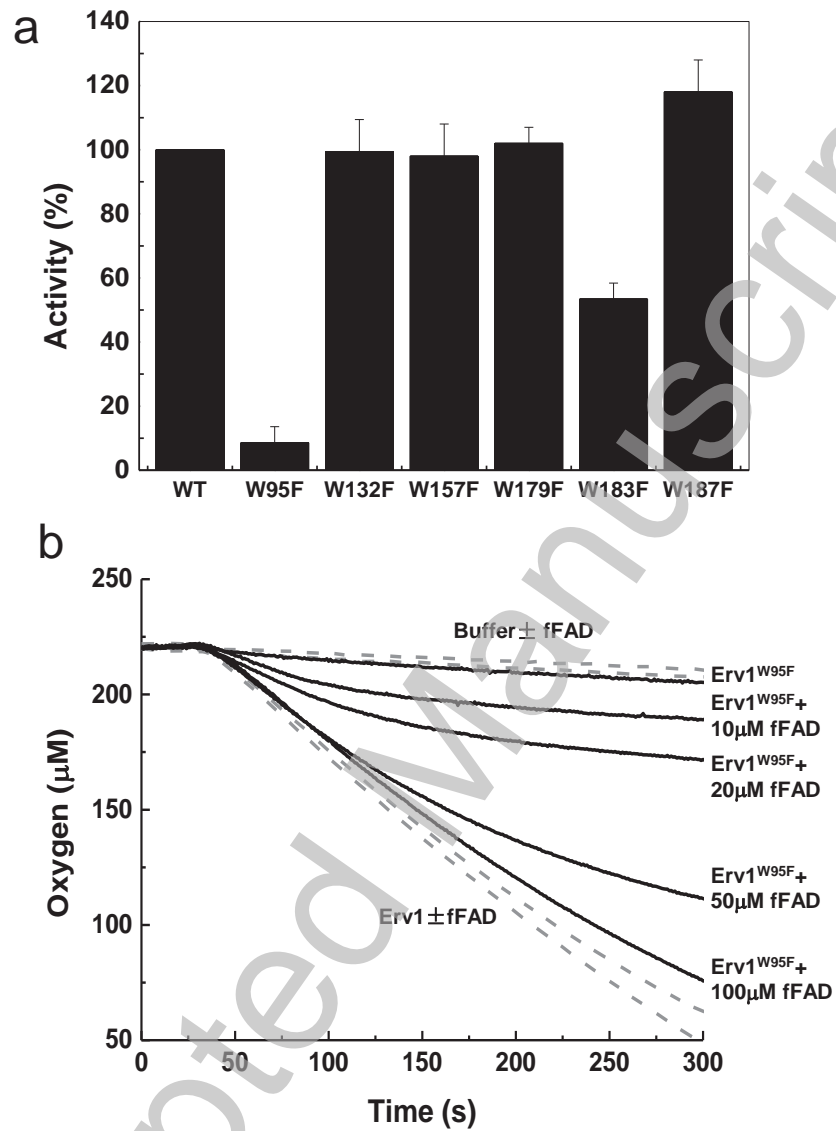 a
140
120
100
80
60
40
20
0
Activity (%)
WT W95F W132F W157F W179F W183F W187F
b
250
200
150
100
50
Oxygen (μM)
Buffer ± fFAD
Erv1W95F
Erv1W95F+
10μM fFAD
Erv1W95F+
20μM fFAD
Erv1W95F+
50μM fFAD
Erv1±fFAD
Erv1W95F+
100μM fFAD
0 50 100 150 200 250 300
Time (s)
pted Manuscrip